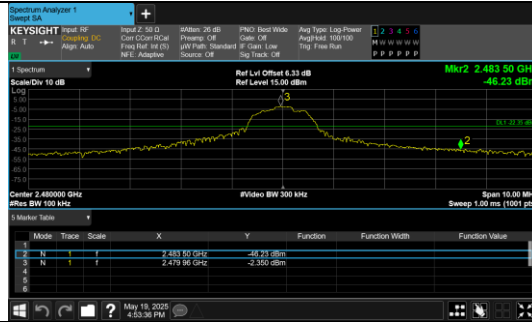 Spectrum Analyzer 1
Swept SA
+
KEYSIGHT Input: RF Input Z: 50 Ω #Atten: 26 dB PNO: Best Wide Avg Type: Log-Power 1 2 3 4 5 6
R T Coupling: DC Corr CCorr RCal Preamp: Off Gate: Off Avg|Hold: 100/100 M W W W W W
Align: Auto Freq Ref: Int (S) µW Path: Standard IF Gain: Low Trig: Free Run
NFE: Adaptive Source: Off Sig Track: Off P P P P P P
1 Spectrum Ref Lvl Offset 6.33 dB Mkr2 2.483 50 GHz
Scale/Div 10 dB Ref Level 15.00 dBm -46.23 dBm
Log
5.00 3
-5.00
-15.0
-25.0 DL1 -22.35 dBm
-35.0
-45.0 2
-55.0
-65.0
-75.0
Center 2.480000 GHz #Video BW 300 kHz Span 10.00 MHz
#Res BW 100 kHz Sweep 1.00 ms (1001 pts)
5 Marker Table
Mode Trace Scale X Y Function Function Width Function Value
1
2 N 1 f 2.483 50 GHz -46.23 dBm
3 N 1 f 2.479 96 GHz -2.350 dBm
4
5
6
? May 19, 2025
4:53:36 PM